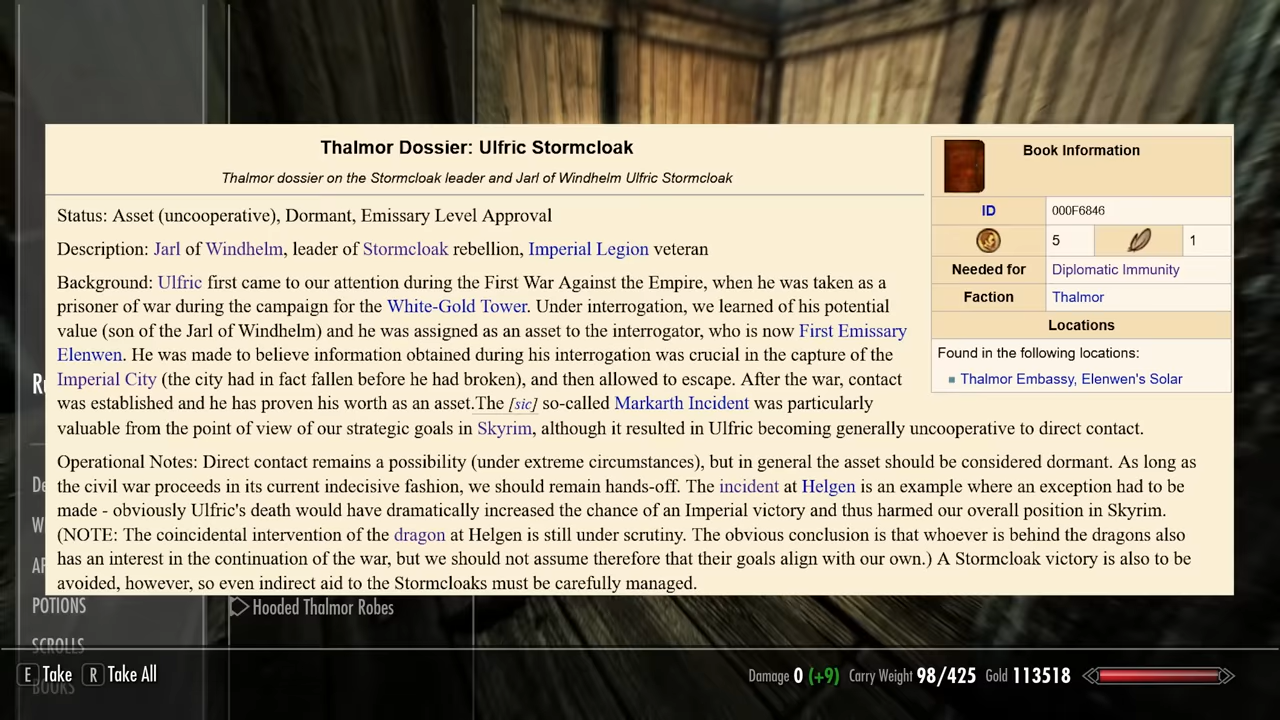 Thalmor Dossier: Ulfric Stormcloak
Thalmor dossier on the Stormcloak leader and Jarl of Windhelm Ulfric Stormcloak
Status: Asset (uncooperative), Dormant, Emissary Level Approval
Description: Jarl of Windhelm, leader of Stormcloak rebellion, Imperial Legion veteran
Background: Ulfric first came to our attention during the First War Against the Empire, when he was taken as a
prisoner of war during the campaign for the White-Gold Tower. Under interrogation, we learned of his potential
value (son of the Jarl of Windhelm) and he was assigned as an asset to the interrogator, who is now First Emissary
Elenwen. He was made to believe information obtained during his interrogation was crucial in the capture of the
Imperial City (the city had in fact fallen before he had broken), and then allowed to escape. After the war, contact
was established and he has proven his worth as an asset.The [sic] so-called Markarth Incident was particularly
valuable from the point of view of our strategic goals in Skyrim, although it resulted in Ulfric becoming generally uncooperative to direct contact.
Operational Notes: Direct contact remains a possibility (under extreme circumstances), but in general the asset should be considered dormant. As long as
the civil war proceeds in its current indecisive fashion, we should remain hands-off. The incident at Helgen is an example where an exception had to be
made - obviously Ulfric's death would have dramatically increased the chance of an Imperial victory and thus harmed our overall position in Skyrim.
(NOTE: The coincidental intervention of the dragon at Helgen is still under scrutiny. The obvious conclusion is that whoever is behind the dragons also
has an interest in the continuation of the war, but we should not assume therefore that their goals align with our own.) A Stormcloak victory is also to be
avoided, however, so even indirect aid to the Stormcloaks must be carefully managed.
Book Information
ID 000F6846
5 1
Needed for Diplomatic Immunity
Faction Thalmor
Locations
Found in the following locations:
Thalmor Embassy, Elenwen's Solar
POTIONS
SCROLLS
BOOKS
Hooded Thalmor Robes
E Take R Take All
Damage 0 (+9) Carry Weight 98/425 Gold 113518